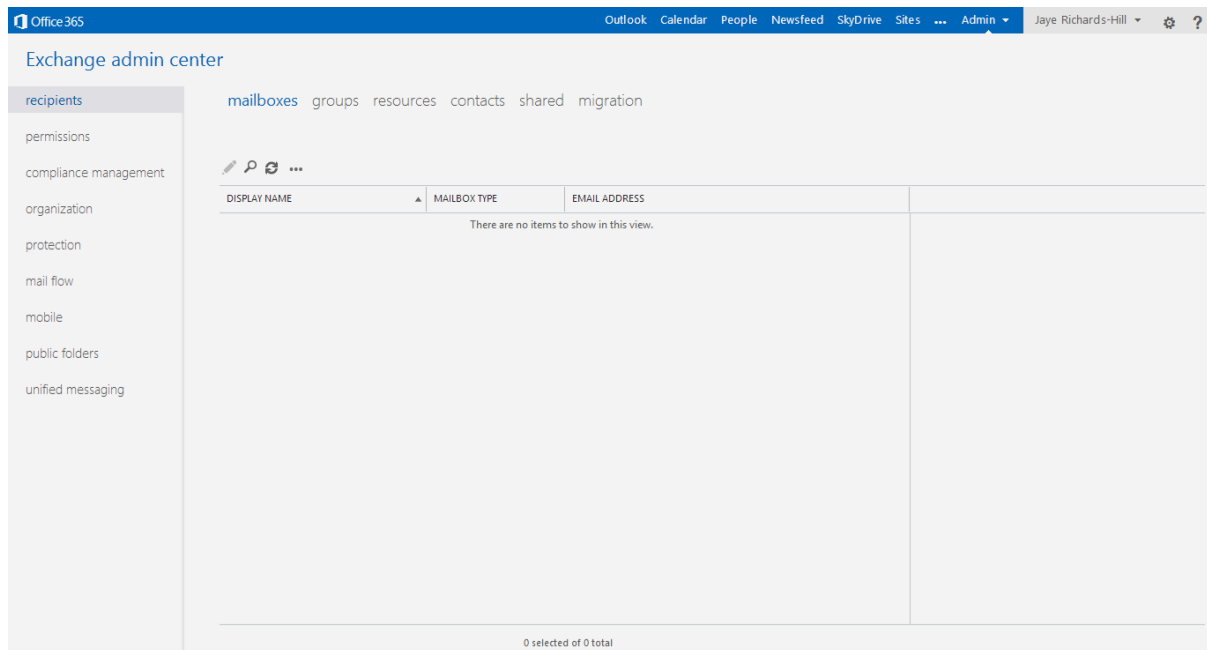 Office 365 Outlook Calendar People Newsfeed SkyDrive Sites ... Admin Jaye Richards-Hill ?
Exchange admin center
recipients
permissions
compliance management
organization
protection
mail flow
mobile
public folders
unified messaging
mailboxes groups resources contacts shared migration
...
DISPLAY NAME MAILBOX TYPE EMAIL ADDRESS
There are no items to show in this view.
0 selected of 0 total